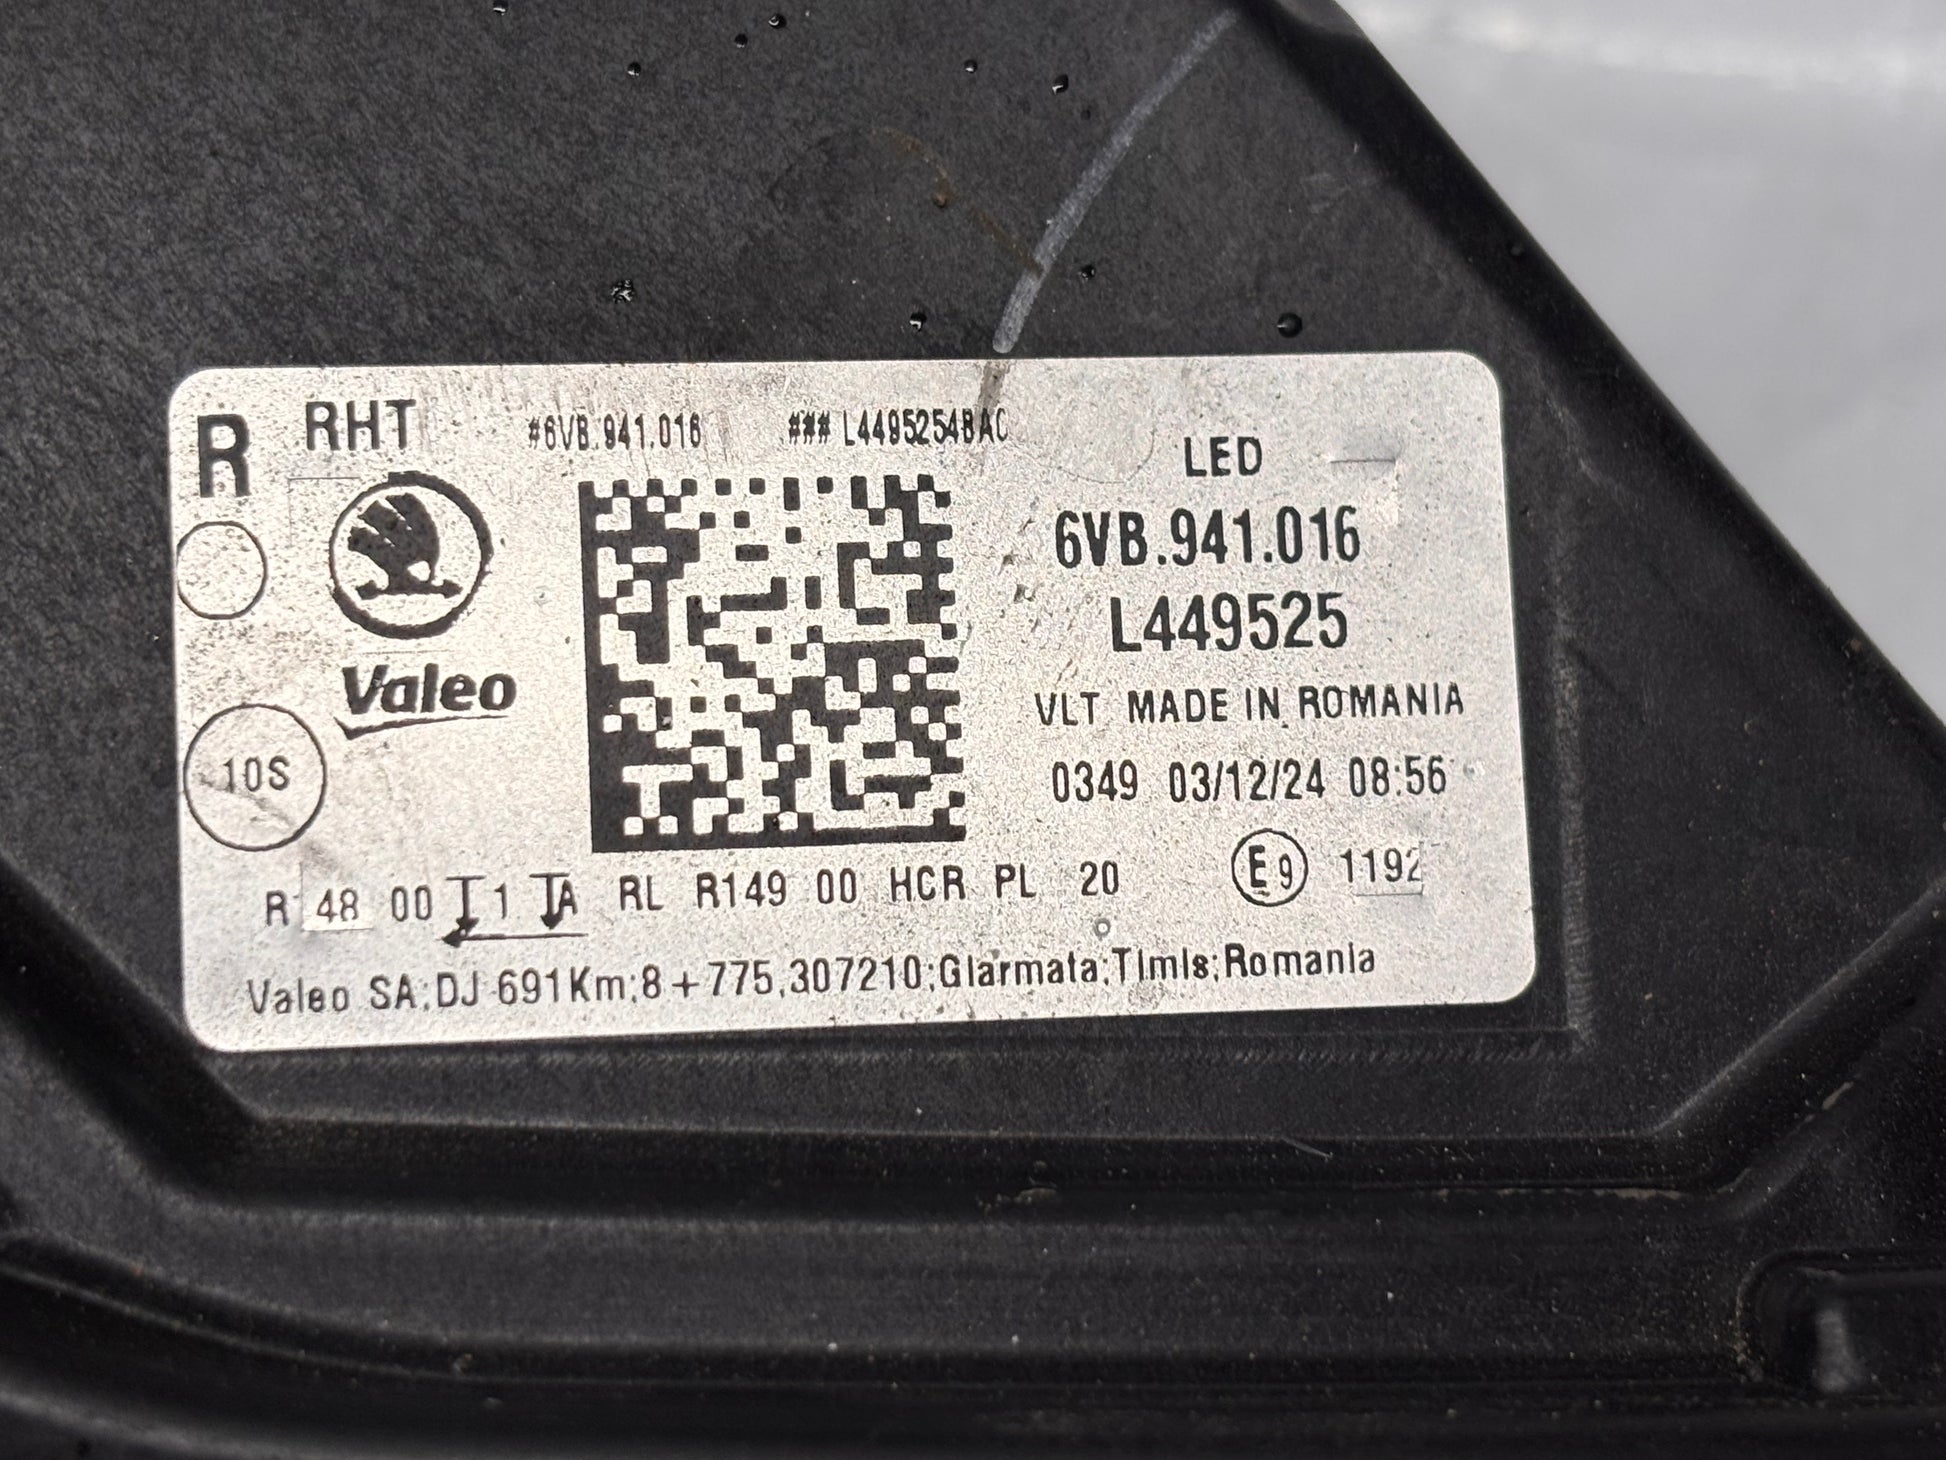 R RHT #6VB.941.016 ### L4495254BAC
LED
6VB.941.016
L449525
Valeo
VLT MADE IN ROMANIA
10S
0349 03/12/24 08:56
R148 00 1 A RL R149 00 HCR PL 20 E9 1192
Valeo SA;DJ 691Km;8+775,307210;Giarmata;Timis;Romania